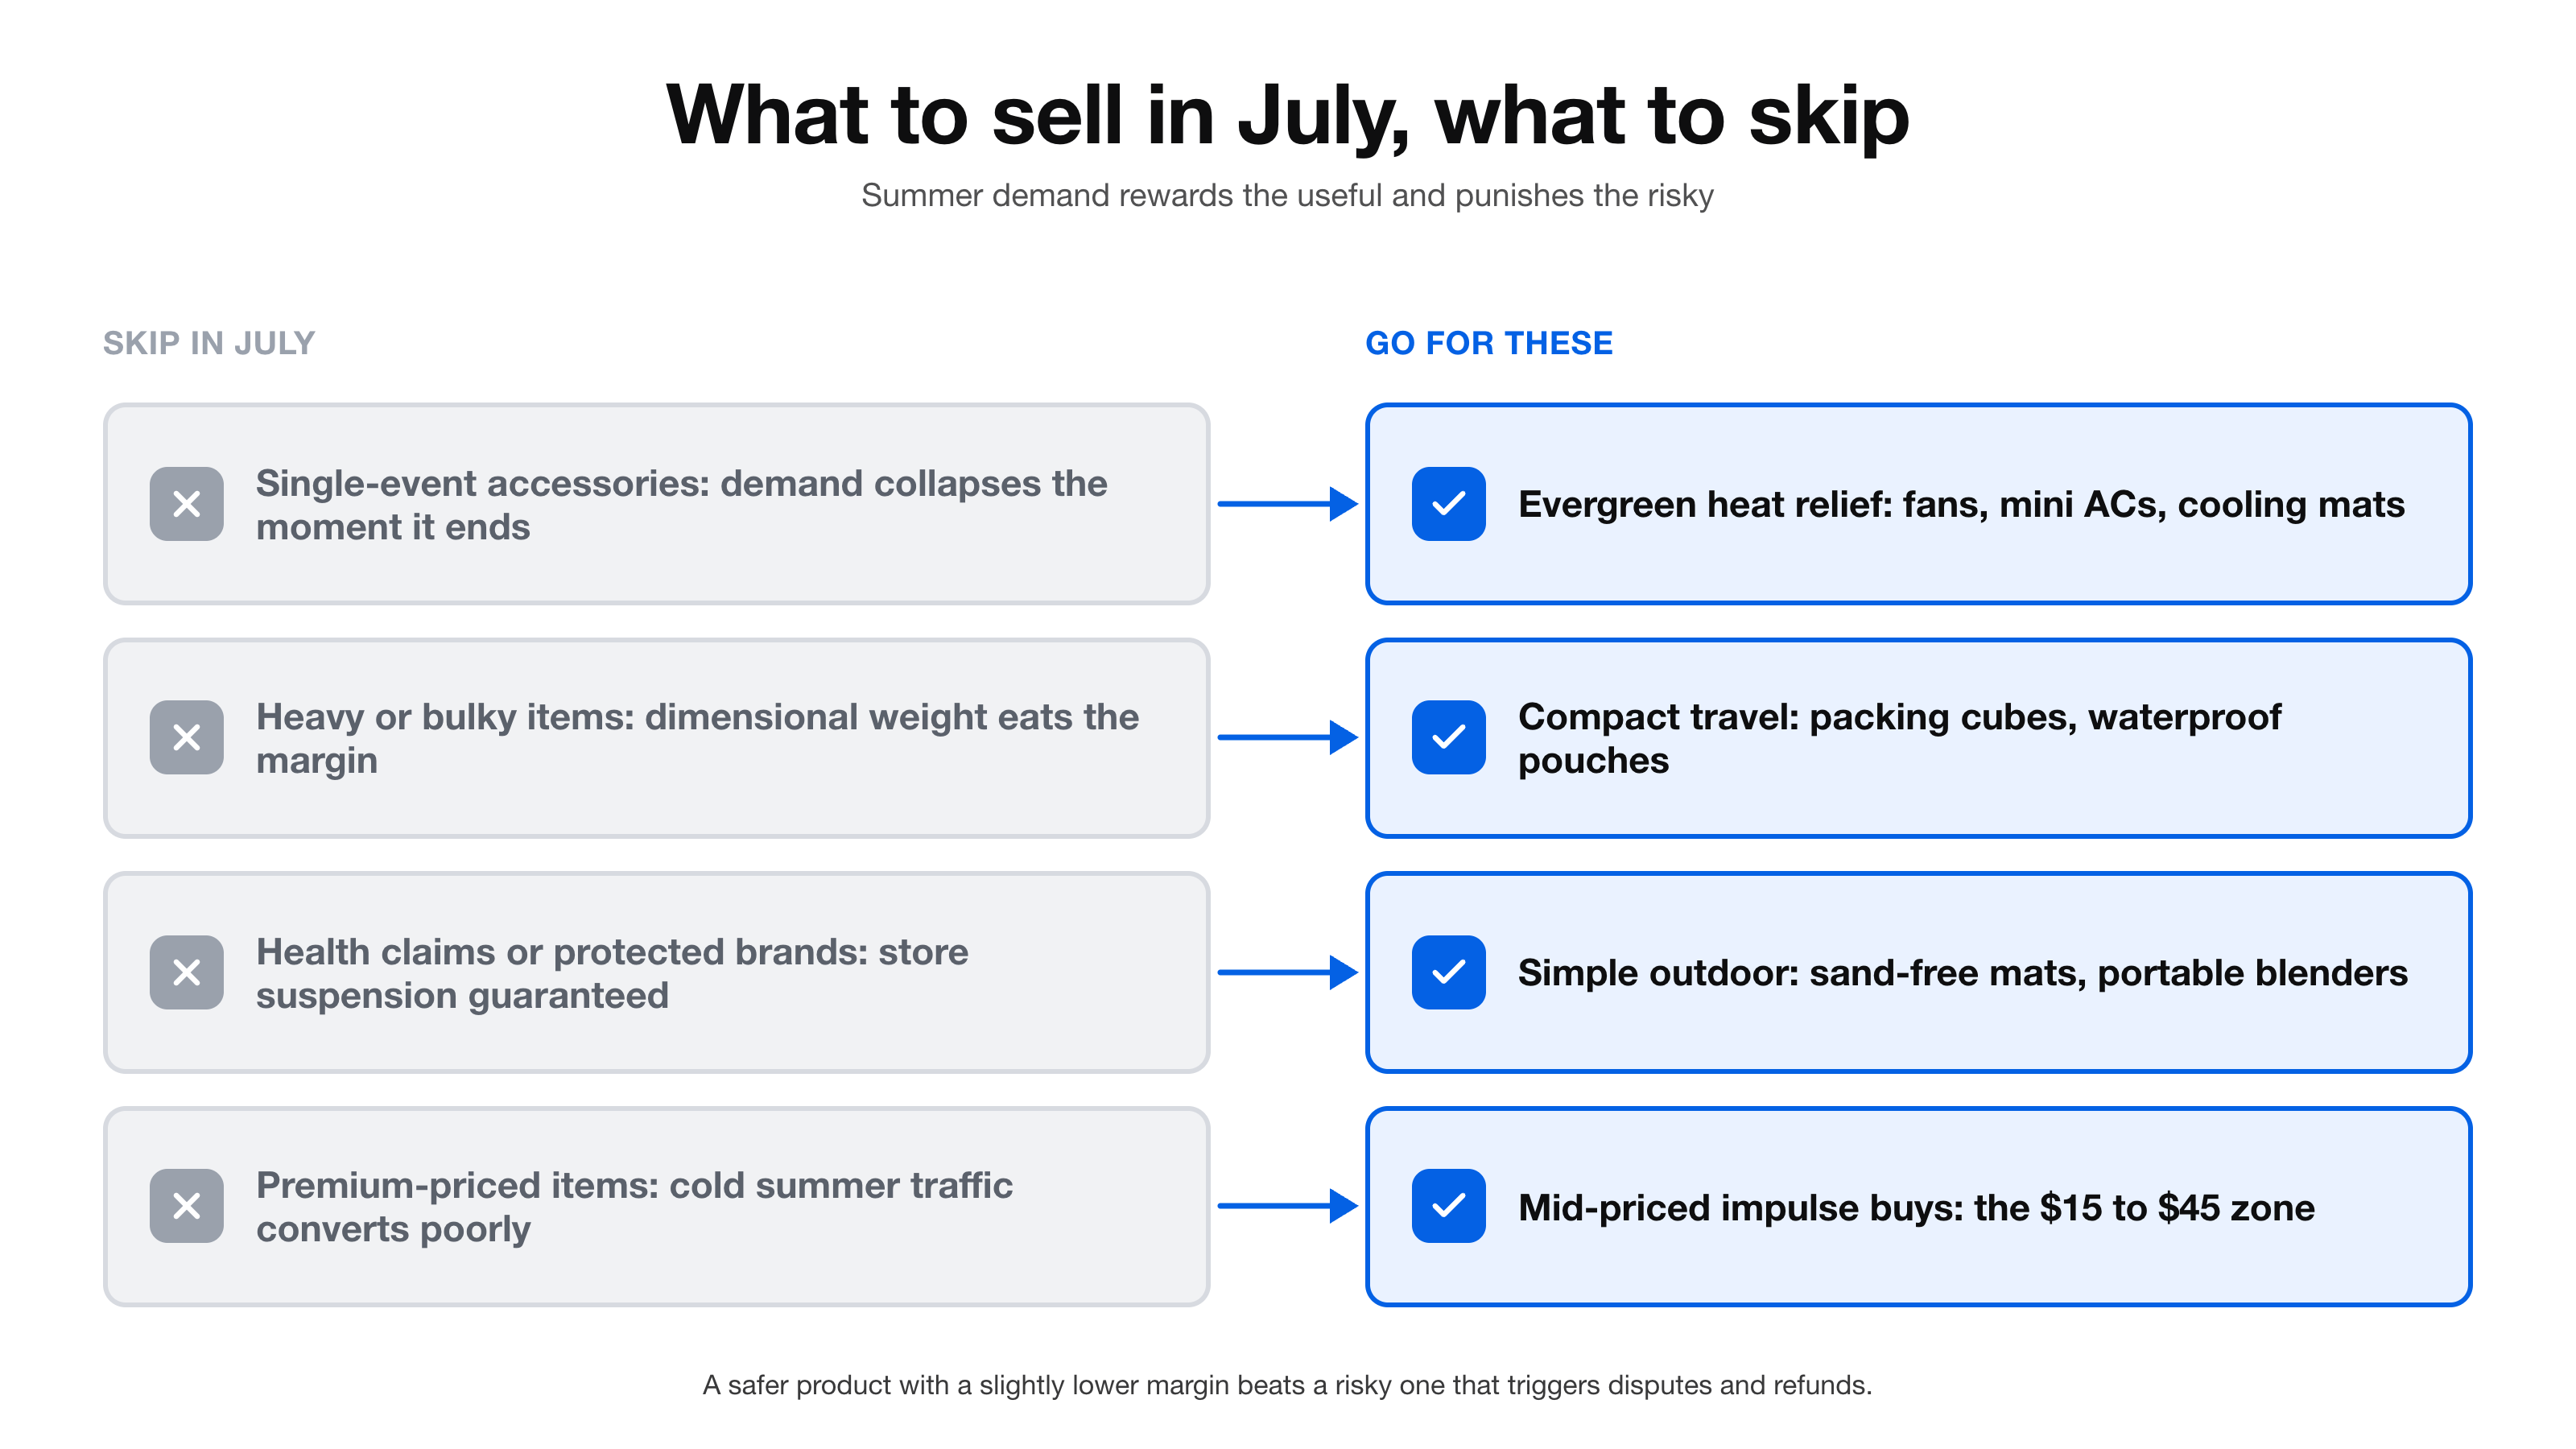 What to sell in July, what to skip
Summer demand rewards the useful and punishes the risky
SKIP IN JULY
GO FOR THESE
Single-event accessories: demand collapses the
moment it ends
Evergreen heat relief: fans, mini ACs, cooling mats
Heavy or bulky items: dimensional weight eats the
margin
Compact travel: packing cubes, waterproof
pouches
Health claims or protected brands: store
suspension guaranteed
Simple outdoor: sand-free mats, portable blenders
Premium-priced items: cold summer traffic
converts poorly
Mid-priced impulse buys: the $15 to $45 zone
A safer product with a slightly lower margin beats a risky one that triggers disputes and refunds.